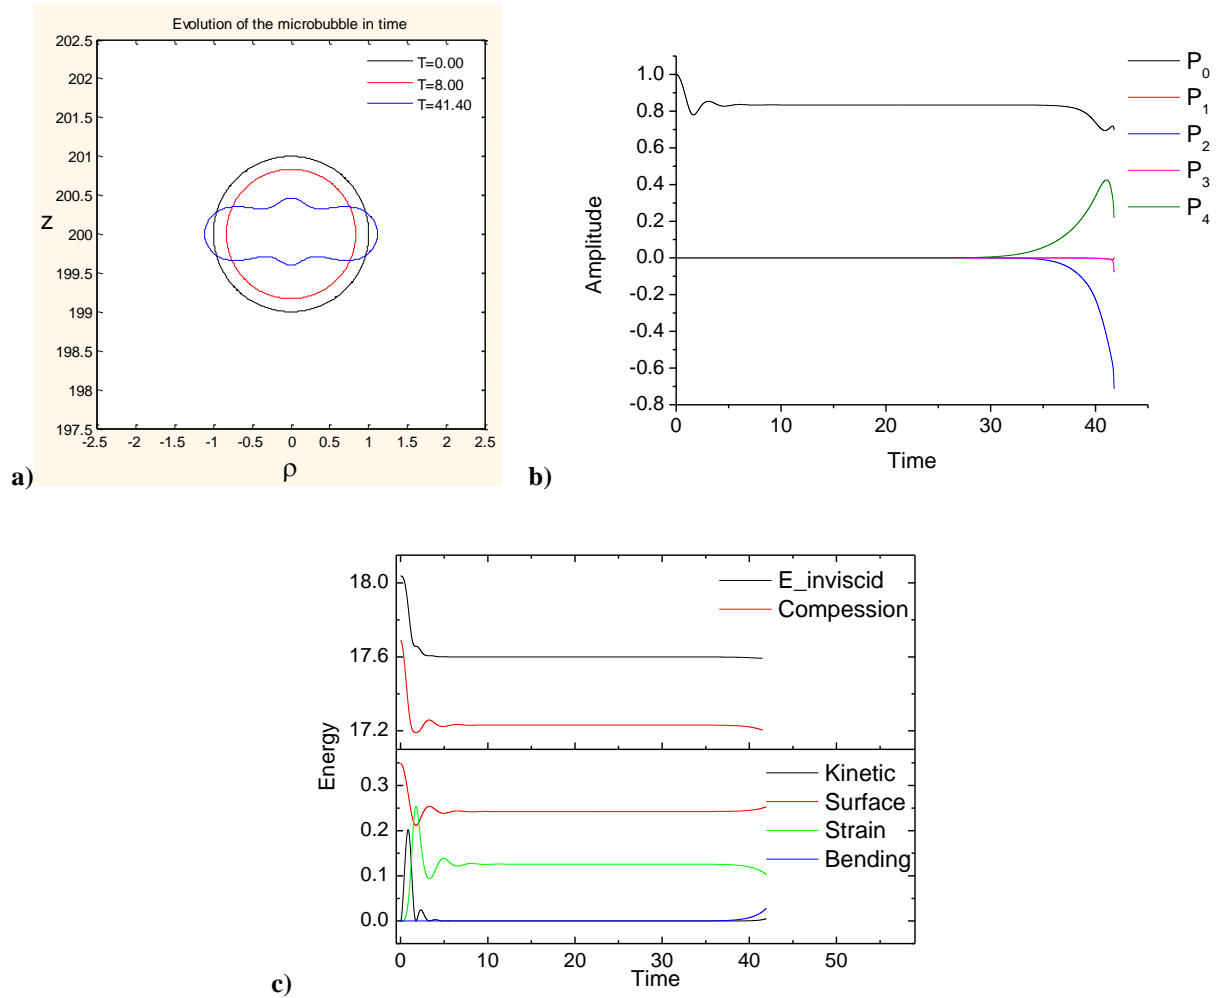 Evolution of the microbubble in time
202.5
202
201.5
201
200.5
200
199.5
199
198.5
198
197.5
z
-2.5 -2 -1.5 -1 -0.5 0 0.5 1 1.5 2 2.5
ρ
T=0.00
T=8.00
T=41.40
a)
1.0
0.8
0.6
0.4
0.2
0.0
-0.2
-0.4
-0.6
-0.8
Amplitude
0 10 20 30 40
Time
P0
P1
P2
P3
P4
b)
18.0
17.6
17.2
E_inviscid
Compession
Energy
0.3
0.2
0.1
0.0
Kinetic
Surface
Strain
Bending
0 10 20 30 40 50
Time
c)